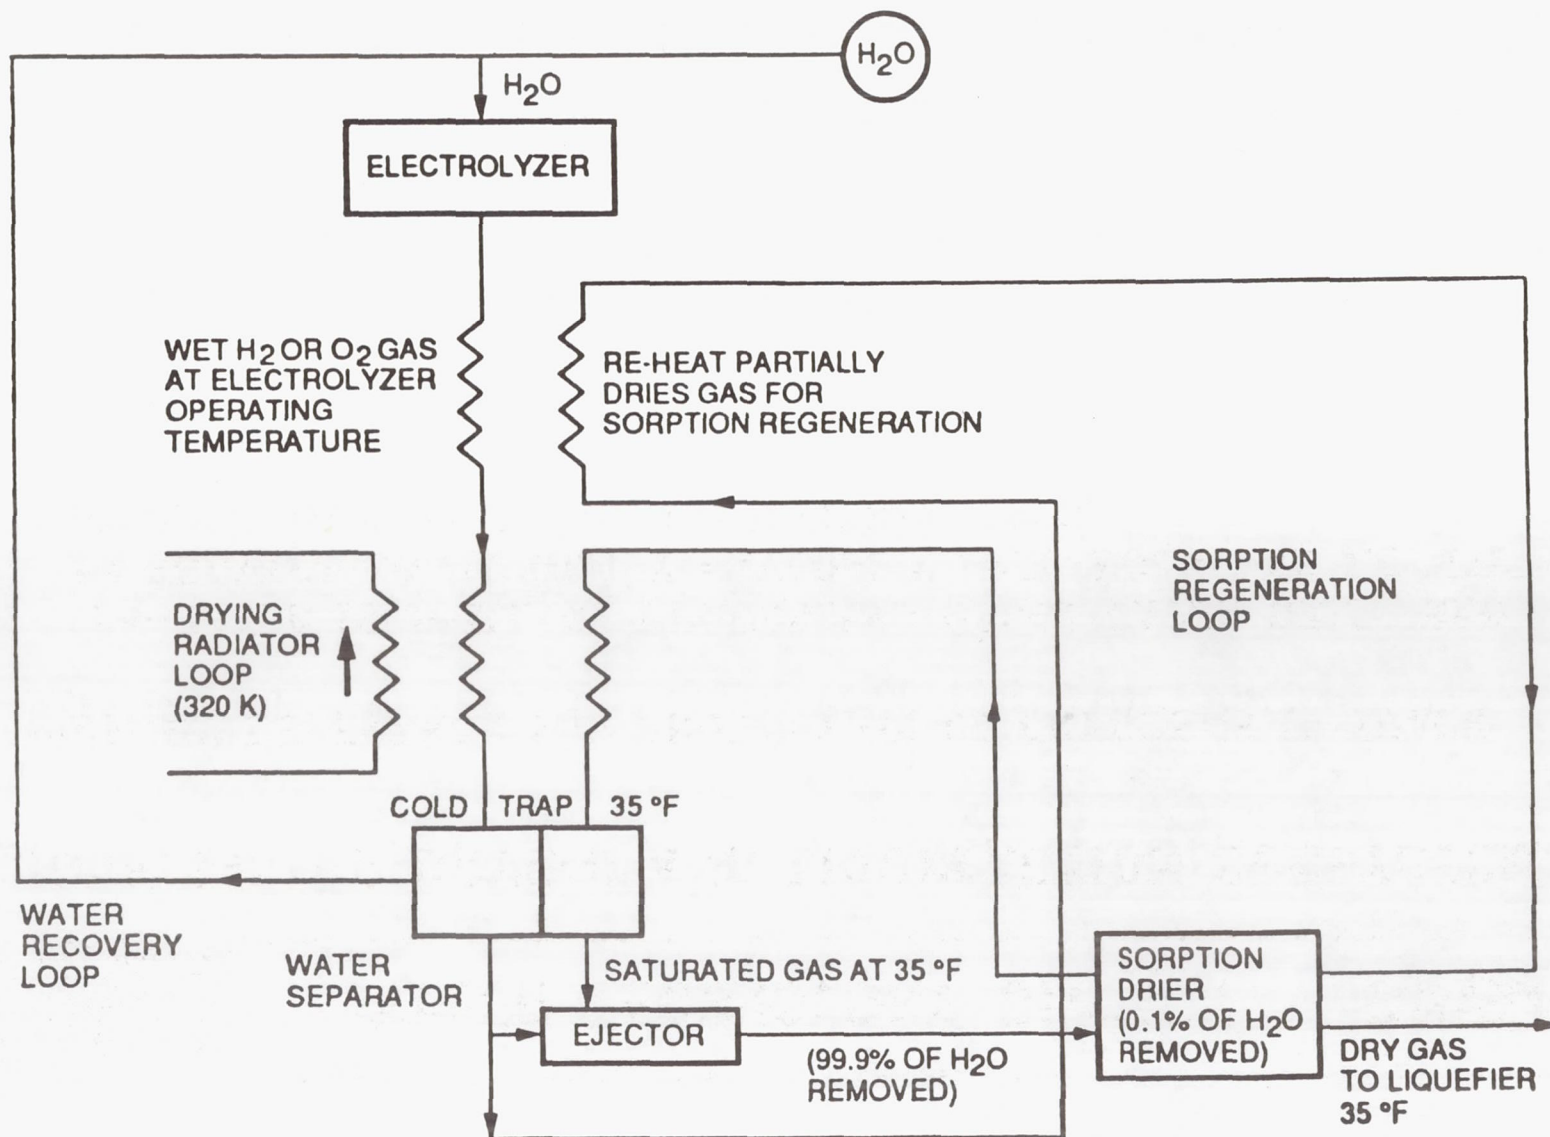 H₂O
H₂O
ELECTROLYZER
WET H₂ OR O₂ GAS
AT ELECTROLYZER
OPERATING
TEMPERATURE
RE-HEAT PARTIALLY
DRIES GAS FOR
SORPTION REGENERATION
DRYING
RADIATOR
LOOP
(320 K)
SORPTION
REGENERATION
LOOP
COLD TRAP 35 °F
WATER
RECOVERY
LOOP
WATER
SEPARATOR
SATURATED GAS AT 35 °F
EJECTOR
(99.9% OF H₂O
REMOVED)
SORPTION
DRIER
(0.1% OF H₂O
REMOVED)
DRY GAS
TO LIQUEFIER
35 °F